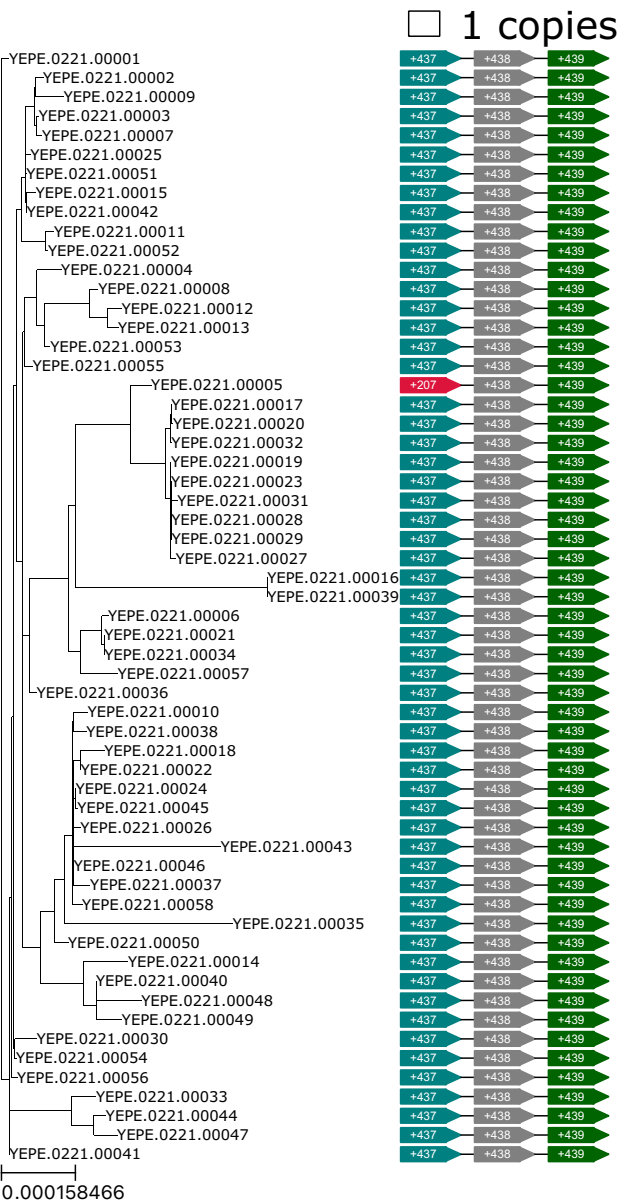 1 copies
YEPE.0221.00001 +437 +438 +439
YEPE.0221.00002 +437 +438 +439
YEPE.0221.00009 +437 +438 +439
YEPE.0221.00003 +437 +438 +439
YEPE.0221.00007 +437 +438 +439
YEPE.0221.00025 +437 +438 +439
YEPE.0221.00051 +437 +438 +439
YEPE.0221.00015 +437 +438 +439
YEPE.0221.00042 +437 +438 +439
YEPE.0221.00011 +437 +438 +439
YEPE.0221.00052 +437 +438 +439
YEPE.0221.00004 +437 +438 +439
YEPE.0221.00008 +437 +438 +439
YEPE.0221.00012 +437 +438 +439
YEPE.0221.00013 +437 +438 +439
YEPE.0221.00053 +437 +438 +439
YEPE.0221.00055 +437 +438 +439
YEPE.0221.00005 +207 +438 +439
YEPE.0221.00017 +437 +438 +439
YEPE.0221.00020 +437 +438 +439
YEPE.0221.00032 +437 +438 +439
YEPE.0221.00019 +437 +438 +439
YEPE.0221.00023 +437 +438 +439
YEPE.0221.00031 +437 +438 +439
YEPE.0221.00028 +437 +438 +439
YEPE.0221.00029 +437 +438 +439
YEPE.0221.00027 +437 +438 +439
YEPE.0221.00016 +437 +438 +439
YEPE.0221.00039 +437 +438 +439
YEPE.0221.00006 +437 +438 +439
YEPE.0221.00021 +437 +438 +439
YEPE.0221.00034 +437 +438 +439
YEPE.0221.00057 +437 +438 +439
YEPE.0221.00036 +437 +438 +439
YEPE.0221.00010 +437 +438 +439
YEPE.0221.00038 +437 +438 +439
YEPE.0221.00018 +437 +438 +439
YEPE.0221.00022 +437 +438 +439
YEPE.0221.00024 +437 +438 +439
YEPE.0221.00045 +437 +438 +439
YEPE.0221.00026 +437 +438 +439
YEPE.0221.00043 +437 +438 +439
YEPE.0221.00046 +437 +438 +439
YEPE.0221.00037 +437 +438 +439
YEPE.0221.00058 +437 +438 +439
YEPE.0221.00035 +437 +438 +439
YEPE.0221.00050 +437 +438 +439
YEPE.0221.00014 +437 +438 +439
YEPE.0221.00040 +437 +438 +439
YEPE.0221.00048 +437 +438 +439
YEPE.0221.00049 +437 +438 +439
YEPE.0221.00030 +437 +438 +439
YEPE.0221.00054 +437 +438 +439
YEPE.0221.00056 +437 +438 +439
YEPE.0221.00033 +437 +438 +439
YEPE.0221.00044 +437 +438 +439
YEPE.0221.00047 +437 +438 +439
YEPE.0221.00041 +437 +438 +439
0.000158466